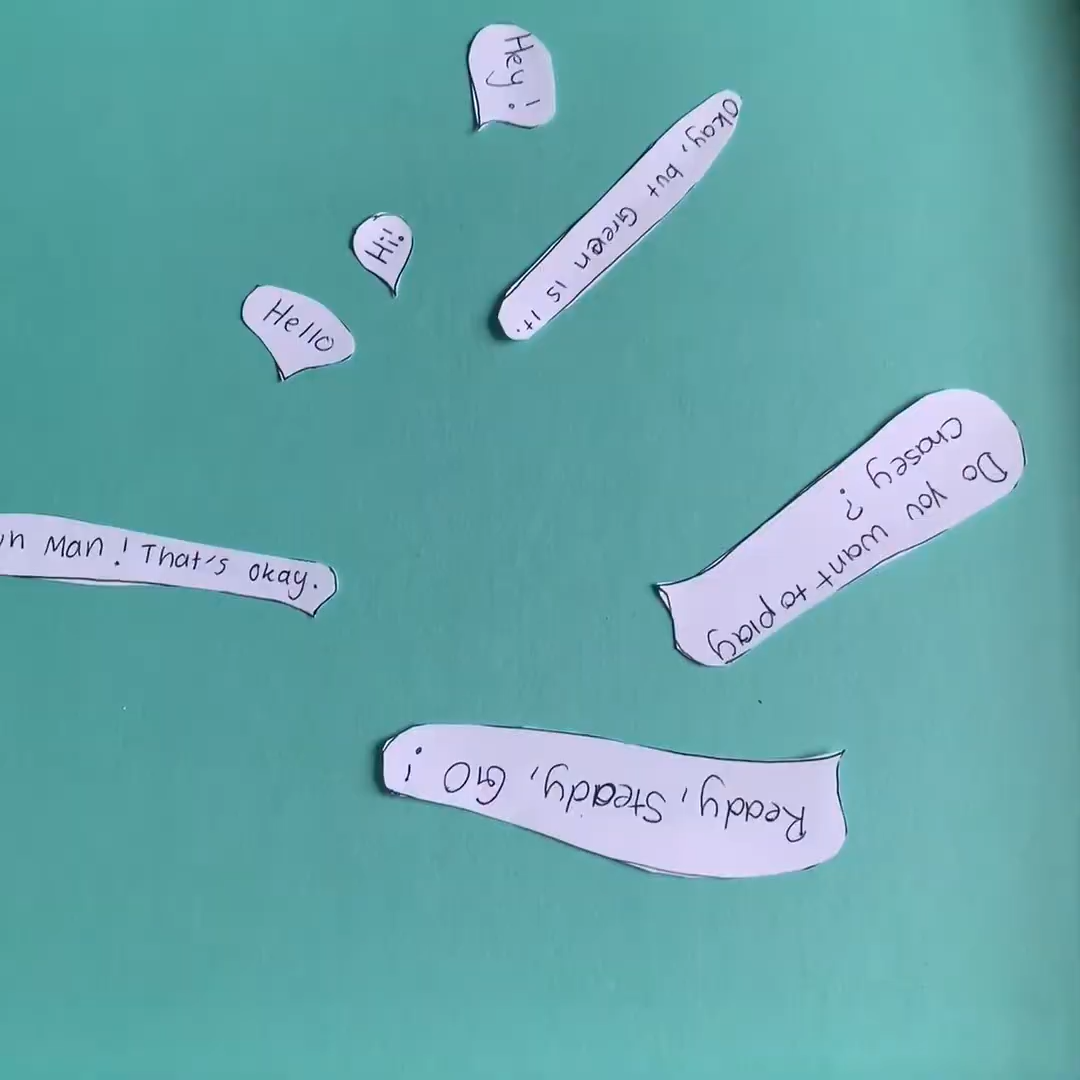 Hey!
Okay, but Green is it.
Hi!
Hello
Do you want to play
Chasey?
Man! That's okay.
Ready, Steady, GO!